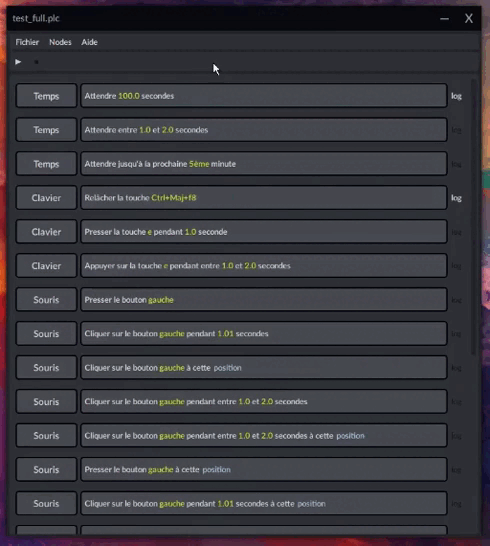 test_full.plc
Fichier Nodes Aide
Temps Attendre 100.0 secondes log
Temps Attendre entre 1.0 et 2.0 secondes log
Temps Attendre jusqu'à la prochaine 5ème minute log
Clavier Relâcher la touche Ctrl+Maj+f8 log
Clavier Presser la touche e pendant 1.0 seconde log
Clavier Appuyer sur la touche e pendant entre 1.0 et 2.0 secondes log
Souris Presser le bouton gauche log
Souris Cliquer sur le bouton gauche pendant 1.01 secondes log
Souris Cliquer sur le bouton gauche à cette position log
Souris Cliquer sur le bouton gauche pendant entre 1.0 et 2.0 secondes log
Souris Cliquer sur le bouton gauche pendant entre 1.0 et 2.0 secondes à cette position log
Souris Presser le bouton gauche à cette position log
Souris Cliquer sur le bouton gauche pendant 1.01 secondes à cette position log